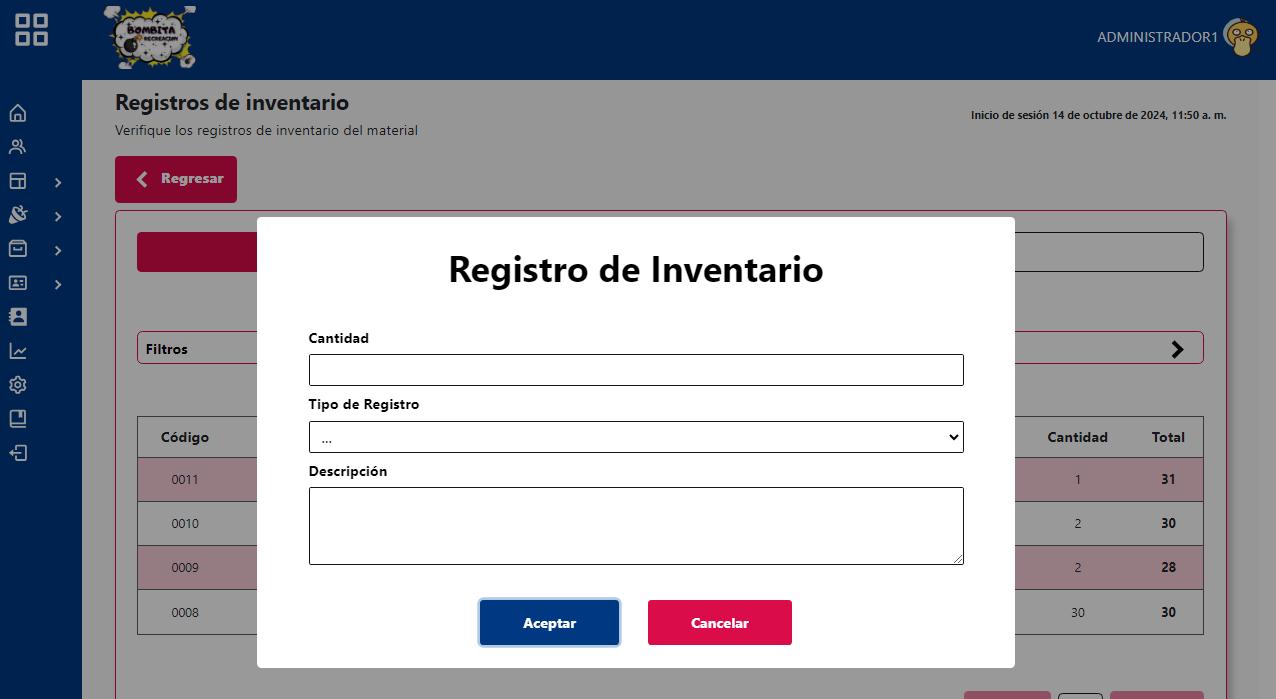 BOMBITA
RECREACION
ADMINISTRADOR1
Registros de inventario
Inicio de sesión 14 de octubre de 2024, 11:50 a. m.
Verifique los registros de inventario del material
Regresar
Registro de Inventario
Cantidad
Filtros
Tipo de Registro
...
Código
Cantidad
Total
Descripción
0011
1
31
0010
2
30
0009
2
28
0008
30
30
Aceptar
Cancelar